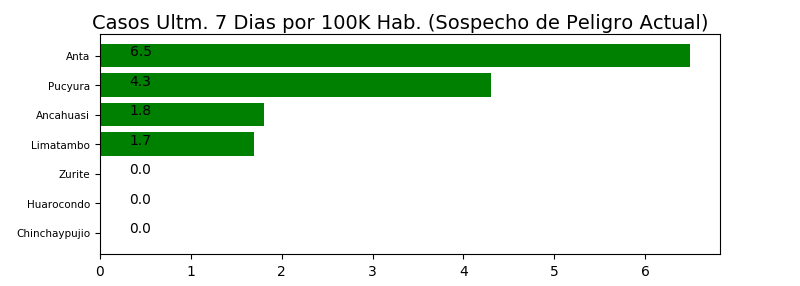 Casos Ultm. 7 Dias por 100K Hab. (Sospecho de Peligro Actual)
Anta 6.5
Pucyura 4.3
Ancahuasi 1.8
Limatambo 1.7
Zurite 0.0
Huarocondo 0.0
Chinchaypujio 0.0
0 1 2 3 4 5 6